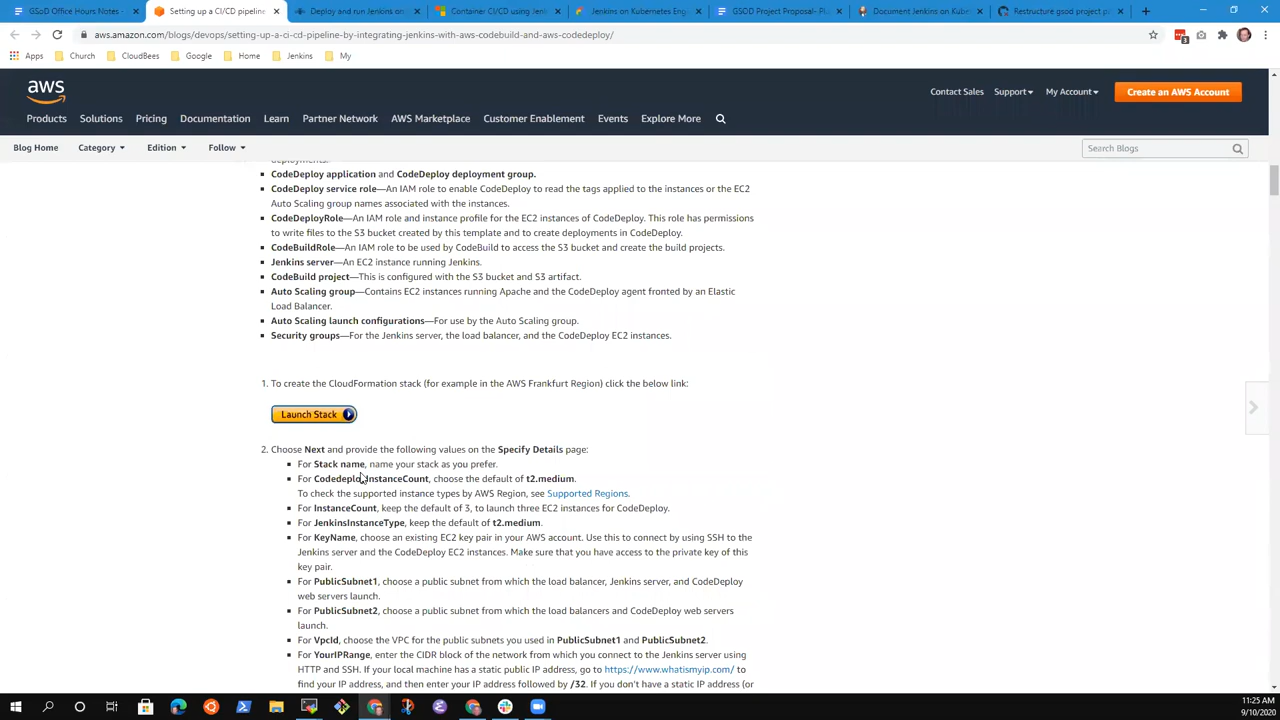 GSoD Office Hours Notes -
Setting up a CI/CD pipeline
Deploy and run Jenkins on
Container CI/CD using Jenk
Jenkins on Kubernetes Eng
GSOD Project Proposal- Pl
Document Jenkins on Kub
Restructure gsod project p
aws.amazon.com/blogs/devops/setting-up-a-ci-cd-pipeline-by-integrating-jenkins-with-aws-codebuild-and-aws-codedeploy/
3
Apps
Church
CloudBees
Google
Home
Jenkins
My
aws
Contact Sales
Support
My Account
Create an AWS Account
Products
Solutions
Pricing
Documentation
Learn
Partner Network
AWS Marketplace
Customer Enablement
Events
Explore More
Blog Home
Category
Edition
Follow
Search Blogs
deployments.
CodeDeploy application and CodeDeploy deployment group.
CodeDeploy service role—An IAM role to enable CodeDeploy to read the tags applied to the instances or the EC2
Auto Scaling group names associated with the instances.
CodeDeployRole—An IAM role and instance profile for the EC2 instances of CodeDeploy. This role has permissions
to write files to the S3 bucket created by this template and to create deployments in CodeDeploy.
CodeBuildRole—An IAM role to be used by CodeBuild to access the S3 bucket and create the build projects.
Jenkins server—An EC2 instance running Jenkins.
CodeBuild project—This is configured with the S3 bucket and S3 artifact.
Auto Scaling group—Contains EC2 instances running Apache and the CodeDeploy agent fronted by an Elastic
Load Balancer.
Auto Scaling launch configurations—For use by the Auto Scaling group.
Security groups—For the Jenkins server, the load balancer, and the CodeDeploy EC2 instances.
1. To create the CloudFormation stack (for example in the AWS Frankfurt Region) click the below link:
Launch Stack
2. Choose Next and provide the following values on the Specify Details page:
For Stack name, name your stack as you prefer.
For CodedeployInstanceCount, choose the default of t2.medium.
To check the supported instance types by AWS Region, see Supported Regions.
For InstanceCount, keep the default of 3, to launch three EC2 instances for CodeDeploy.
For JenkinsInstanceType, keep the default of t2.medium.
For KeyName, choose an existing EC2 key pair in your AWS account. Use this to connect by using SSH to the
Jenkins server and the CodeDeploy EC2 instances. Make sure that you have access to the private key of this
key pair.
For PublicSubnet1, choose a public subnet from which the load balancer, Jenkins server, and CodeDeploy
web servers launch.
For PublicSubnet2, choose a public subnet from which the load balancers and CodeDeploy web servers
launch.
For VpcId, choose the VPC for the public subnets you used in PublicSubnet1 and PublicSubnet2.
For YourIPRange, enter the CIDR block of the network from which you connect to the Jenkins server using
HTTP and SSH. If your local machine has a static public IP address, go to https://www.whatismyip.com/ to
find your IP address, and then enter your IP address followed by /32. If you don't have a static IP address (or
11:25 AM
9/10/2020